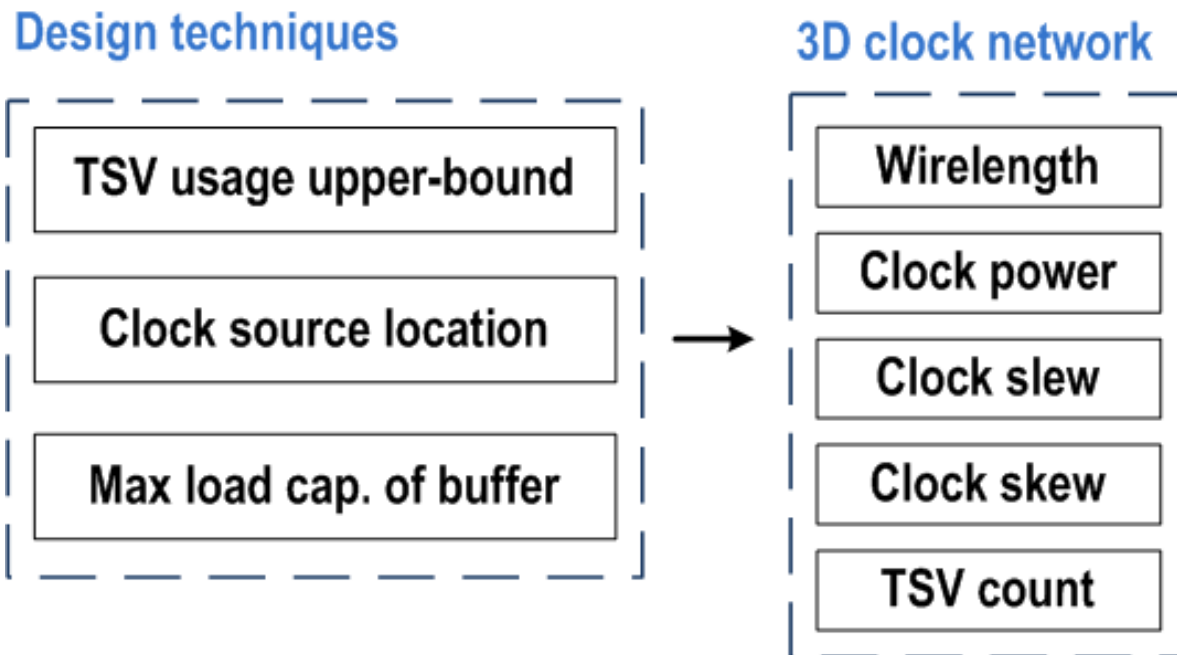 Design techniques
TSV usage upper-bound
Clock source location
Max load cap. of buffer
3D clock network
Wirelength
Clock power
Clock slew
Clock skew
TSV count